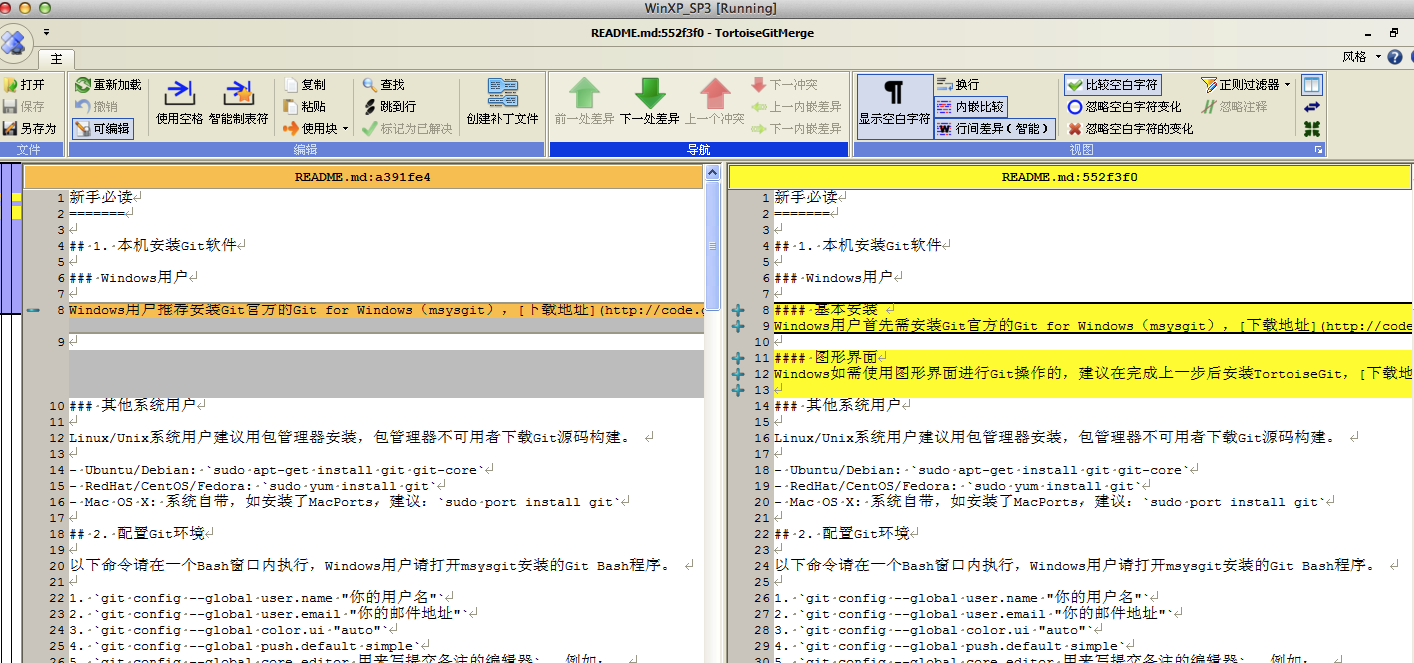 WinXP_SP3 [Running]
README.md:552f3f0 - TortoiseGitMerge
主
风格
打开
保存
另存为
文件
重新加载
撤销
可编辑
使用空格
智能制表符
复制
粘贴
使用块
查找
跳到行
标记为已解决
创建补丁文件
编辑
前一处差异
下一处差异
上一个冲突
下一冲突
上一内嵌差异
下一内嵌差异
导航
显示空白字符
换行
内嵌比较
行间差异(智能)
比较空白字符
忽略空白字符变化
忽略空白字符的变化
正则过滤器
忽略注释
视图
README.md:a391fe4
1 新手必读
2 =======
3
4 ## 1. 本机安装Git软件
5
6 ### Windows用户
7
8 Windows用户推荐安装Git官方的Git for Windows（msysgit），[下载地址](http://code.
9
10 ### 其他系统用户
11
12 Linux/Unix系统用户建议用包管理器安装，包管理器不可用者下载Git源码构建。
13
14 - Ubuntu/Debian: `sudo apt-get install git git-core`
15 - RedHat/CentOS/Fedora: `sudo yum install git`
16 - Mac OS X: 系统自带，如安装了MacPorts，建议：`sudo port install git`
17
18 ## 2. 配置Git环境
19
20 以下命令请在一个Bash窗口内执行，Windows用户请打开msysgit安装的Git Bash程序。
21
22 1. `git config --global user.name "你的用户名"`
23 2. `git config --global user.email "你的邮件地址"`
24 3. `git config --global color.ui "auto"`
25 4. `git config --global push.default simple`
26 5. `git config --global core.editor 用来写提交备注的编辑器`，例如：
README.md:552f3f0
1 新手必读
2 =======
3
4 ## 1. 本机安装Git软件
5
6 ### Windows用户
7
8 #### 基本安装
9 Windows用户首先需安装Git官方的Git for Windows（msysgit），[下载地址](http://code
10
11 #### 图形界面
12 Windows如需使用图形界面进行Git操作的，建议在完成上一步后安装TortoiseGit，[下载地
13
14 ### 其他系统用户
15
16 Linux/Unix系统用户建议用包管理器安装，包管理器不可用者下载Git源码构建。
17
18 - Ubuntu/Debian: `sudo apt-get install git git-core`
19 - RedHat/CentOS/Fedora: `sudo yum install git`
20 - Mac OS X: 系统自带，如安装了MacPorts，建议：`sudo port install git`
21
22 ## 2. 配置Git环境
23
24 以下命令请在一个Bash窗口内执行，Windows用户请打开msysgit安装的Git Bash程序。
25
26 1. `git config --global user.name "你的用户名"`
27 2. `git config --global user.email "你的邮件地址"`
28 3. `git config --global color.ui "auto"`
29 4. `git config --global push.default simple`
30 5. `git config --global core.editor 用来写提交备注的编辑器`，例如：